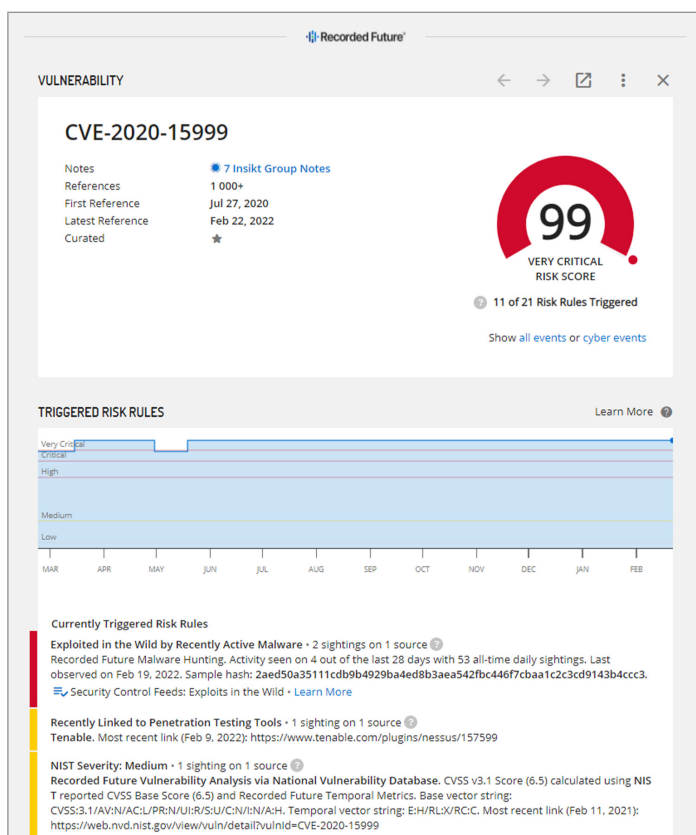 Recorded Future®
VULNERABILITY
CVE-2020-15999
Notes 7 Insikt Group Notes
References 1 000+
First Reference Jul 27, 2020
Latest Reference Feb 22, 2022
Curated
99
VERY CRITICAL
RISK SCORE
? 11 of 21 Risk Rules Triggered
Show all events or cyber events
TRIGGERED RISK RULES Learn More ?
Very Critical
Critical
High
Medium
Low
MAR APR MAY JUN JUL AUG SEP OCT NOV DEC JAN FEB
Currently Triggered Risk Rules
Exploited in the Wild by Recently Active Malware • 2 sightings on 1 source ?
Recorded Future Malware Hunting. Activity seen on 4 out of the last 28 days with 53 all-time daily sightings. Last
observed on Feb 19, 2022. Sample hash: 2aed50a35111cdb9b4929ba4ed8b3aea542fbc446f7cbaa1c2c3cd9143b4ccc3.
Security Control Feeds: Exploits in the Wild • Learn More
Recently Linked to Penetration Testing Tools • 1 sighting on 1 source ?
Tenable. Most recent link (Feb 9, 2022): https://www.tenable.com/plugins/nessus/157599
NIST Severity: Medium • 1 sighting on 1 source ?
Recorded Future Vulnerability Analysis via National Vulnerability Database. CVSS v3.1 Score (6.5) calculated using NIS
T reported CVSS Base Score (6.5) and Recorded Future Temporal Metrics. Base vector string:
CVSS:3.1/AV:N/AC:L/PR:N/UI:R/S:U/C:N/I:N/A:H. Temporal vector string: E:H/RL:X/RC:C. Most recent link (Feb 11, 2021):
https://web.nvd.nist.gov/view/vuln/detail?vulnId=CVE-2020-15999